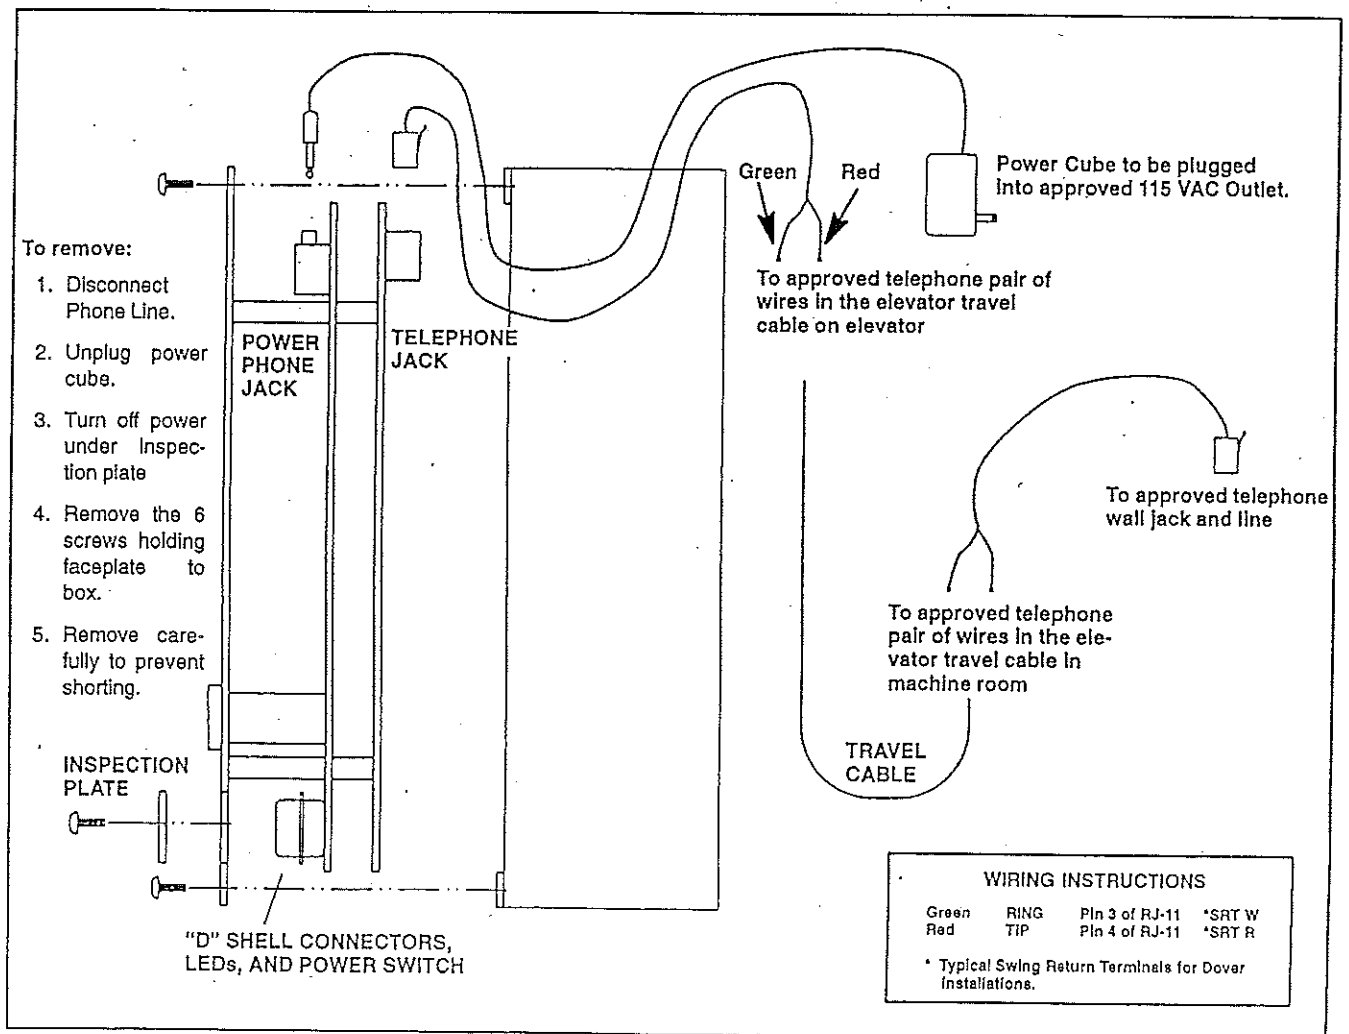 To remove:
1. Disconnect
Phone Line.
2. Unplug power
cube.
3. Turn off power
under Inspec-
tion plate
4. Remove the 6
screws holding
faceplate to
box.
5. Remove care-
fully to prevent
shorting.
POWER
PHONE
JACK
TELEPHONE
JACK
INSPECTION
PLATE
"D" SHELL CONNECTORS,
LEDs, AND POWER SWITCH
Green
Red
Power Cube to be plugged
into approved 115 VAC Outlet.
To approved telephone pair of
wires in the elevator travel
cable on elevator
To approved telephone
wall jack and line
To approved telephone
pair of wires in the ele-
vator travel cable in
machine room
TRAVEL
CABLE
WIRING INSTRUCTIONS
Green RING Pin 3 of RJ-11 *SRT W
Red TIP Pin 4 of RJ-11 *SRT R
* Typical Swing Return Terminals for Dover
Installations.